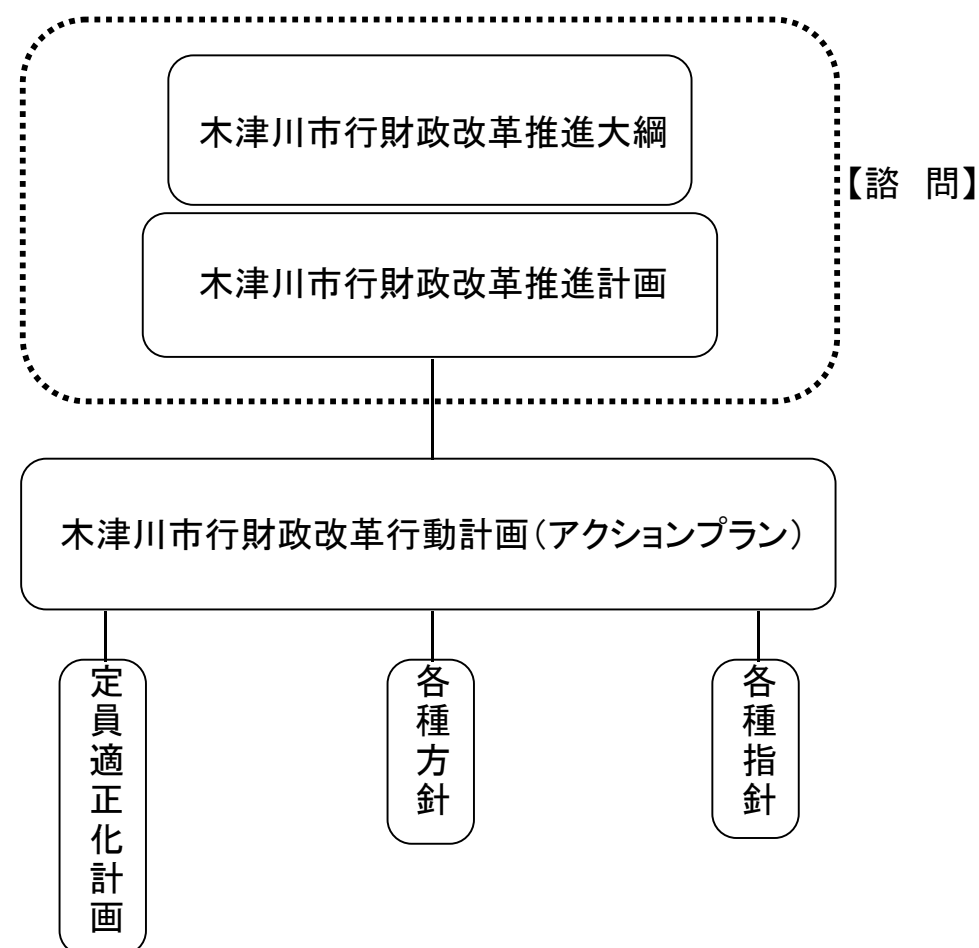 木津川市行財政改革推進大綱
【諮　問】
木津川市行財政改革推進計画
木津川市行財政改革行動計画（アクションプラン）
定員適正化計画
各種方針
各種指針